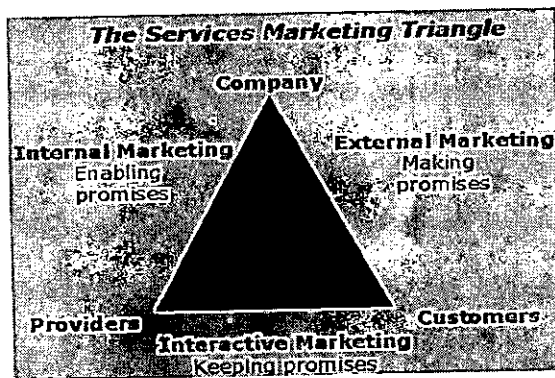 The Services Marketing Triangle
Company
Internal Marketing
Enabling
promises
External Marketing
Making
promises
Providers
Customers
Interactive Marketing
Keeping promises